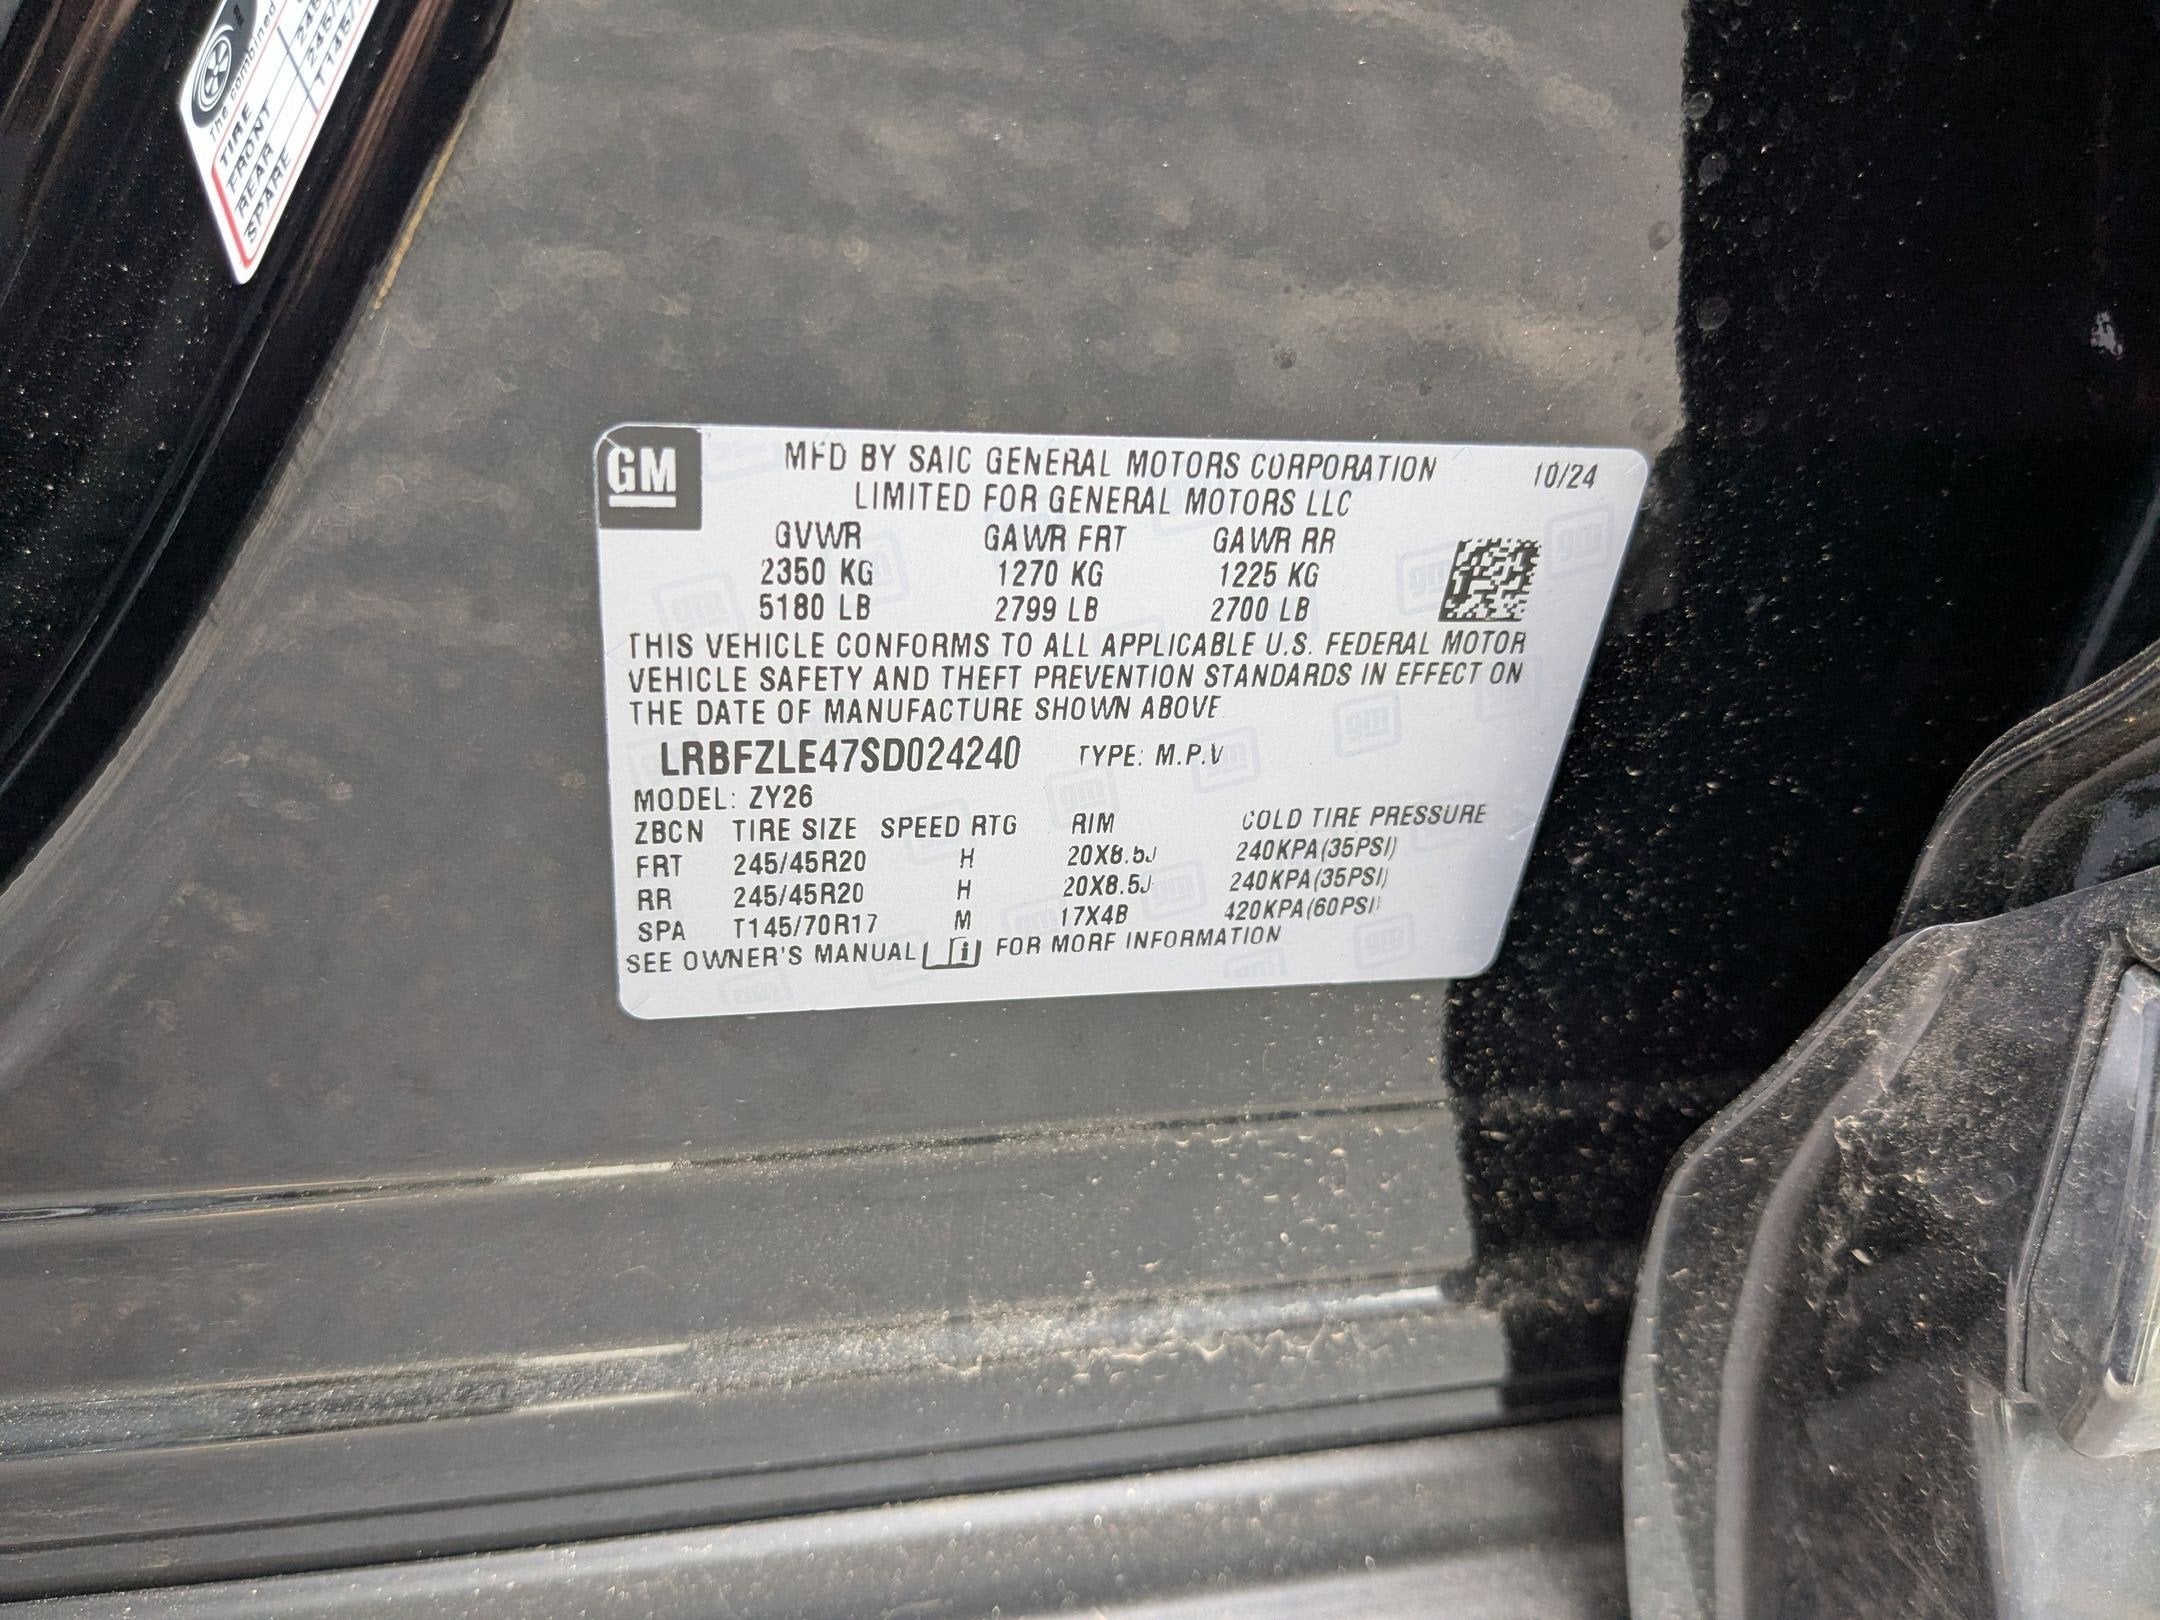 The combined
TIRE
FRONT
REAR
SPARE
GM
MFD BY SAIC GENERAL MOTORS CORPORATION 10/24
LIMITED FOR GENERAL MOTORS LLC
GVWR GAWR FRT GAWR RR
2350 KG 1270 KG 1225 KG
5180 LB 2799 LB 2700 LB
THIS VEHICLE CONFORMS TO ALL APPLICABLE U.S. FEDERAL MOTOR
VEHICLE SAFETY AND THEFT PREVENTION STANDARDS IN EFFECT ON
THE DATE OF MANUFACTURE SHOWN ABOVE
LRBFZLE47SD024240 TYPE: M.P.V
MODEL: ZY26
ZBCN TIRE SIZE SPEED RTG RIM COLD TIRE PRESSURE
FRT 245/45R20 H 20X8.5J 240KPA(35PSI)
RR 245/45R20 H 20X8.5J 240KPA(35PSI)
SPA T145/70R17 M 17X4B 420KPA(60PSI)
SEE OWNER'S MANUAL FOR MORE INFORMATION